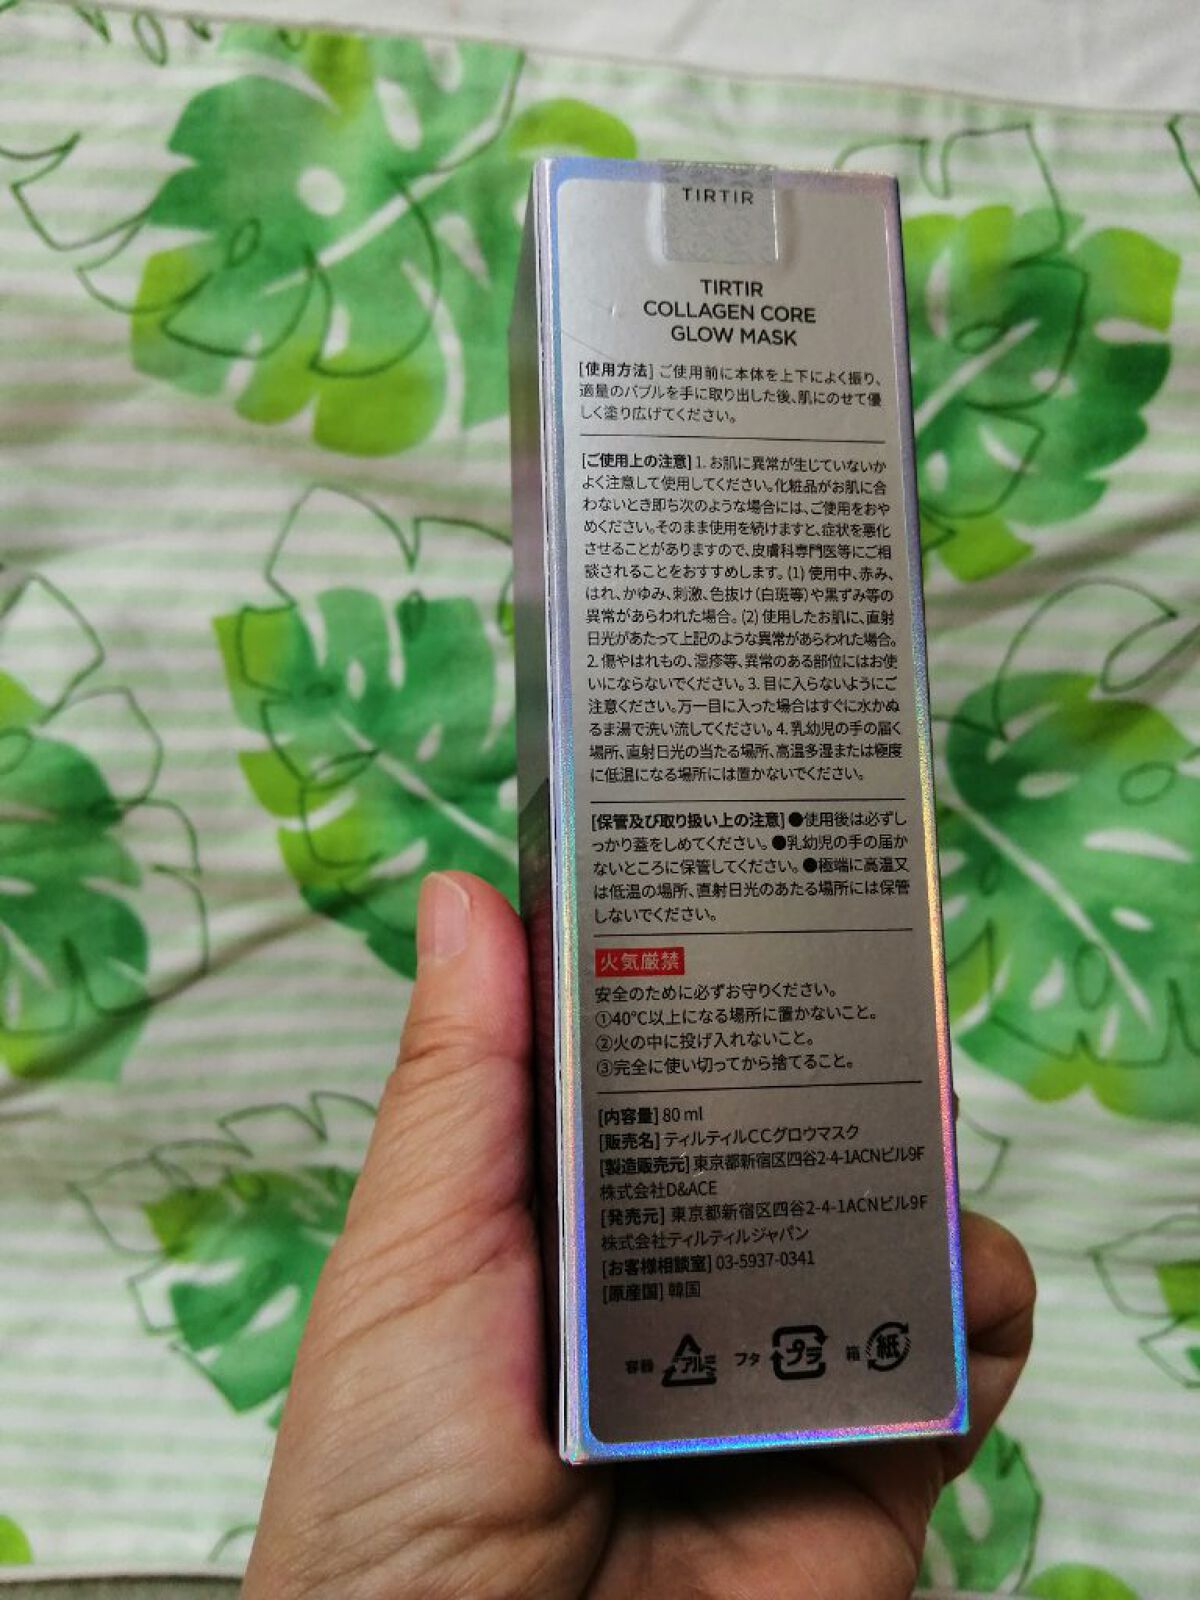 TIRTIR
TIRTIR
COLLAGEN CORE
GLOW MASK
[使用方法] ご使用前に本体を上下によく振り、
適量のバブルを手に取り出した後、肌にのせて優
しく塗り広げてください。
[ご使用上の注意] 1. お肌に異常が生じていないか
よく注意して使用してください。化粧品がお肌に合
わないとき即ち次のような場合には、ご使用をおや
めください。そのまま使用を続けますと、症状を悪化
させることがありますので、皮膚科専門医等にご相
談されることをおすすめします。(1) 使用中、赤み、
はれ、かゆみ、刺激、色抜け(白斑等)や黒ずみ等の
異常があらわれた場合。(2) 使用したお肌に、直射
日光があたって上記のような異常があらわれた場合。
2. 傷やはれもの、湿疹等、異常のある部位にはお使
いにならないでください。3. 目に入らないようにご
注意ください。万一目に入った場合はすぐに水かぬ
るま湯で洗い流してください。4. 乳幼児の手の届く
場所、直射日光の当たる場所、高温多湿または極度
に低温になる場所には置かないでください。
[保管及び取り扱い上の注意] ●使用後は必ずし
っかり蓋をしめてください。●乳幼児の手の届か
ないところに保管してください。●極端に高温又
は低温の場所、直射日光のあたる場所には保管
しないでください。
火気厳禁
安全のために必ずお守りください。
①40℃以上になる場所に置かないこと。
②火の中に投げ入れないこと。
③完全に使い切ってから捨てること。
[内容量] 80 ml
[販売名] ティルティルCCグロウマスク
[製造販売元] 東京都新宿区四谷2-4-1ACNビル9F
株式会社D&ACE
[発売元] 東京都新宿区四谷2-4-1ACNビル9F
株式会社ティルティルジャパン
[お客様相談室] 03-5937-0341
[原産国] 韓国
容器 アルミ フタ プラ 箱 紙